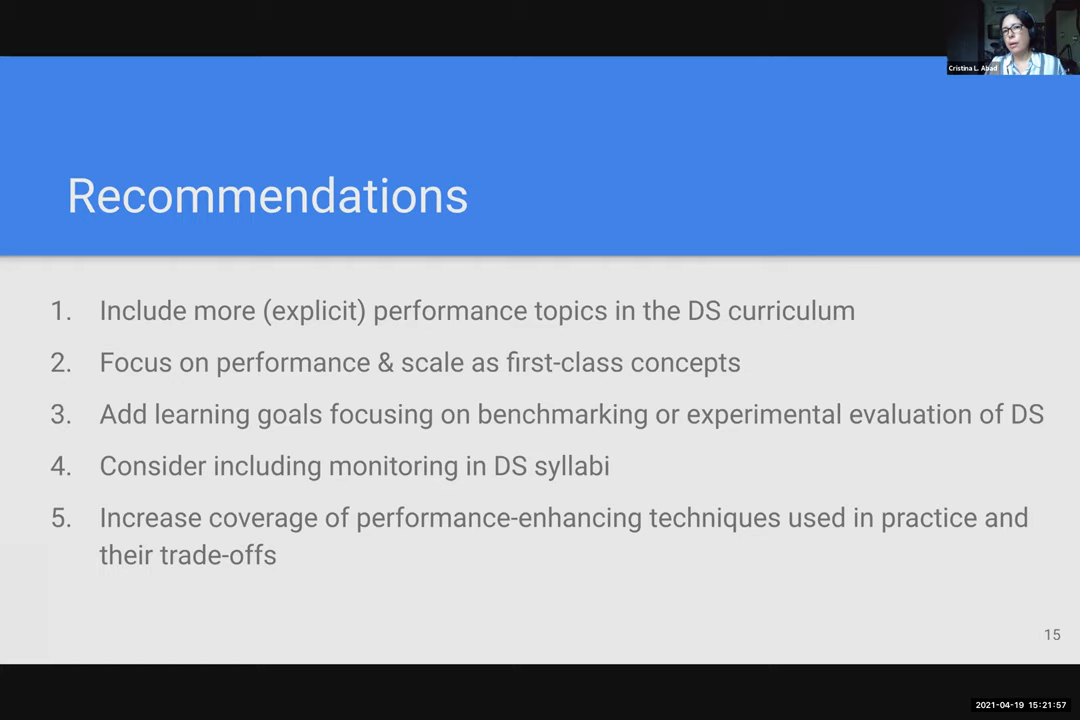 Cristina L. Abad
Recommendations
1. Include more (explicit) performance topics in the DS curriculum
2. Focus on performance & scale as first-class concepts
3. Add learning goals focusing on benchmarking or experimental evaluation of DS
4. Consider including monitoring in DS syllabi
5. Increase coverage of performance-enhancing techniques used in practice and
their trade-offs
15
2021-04-19 15:21:57